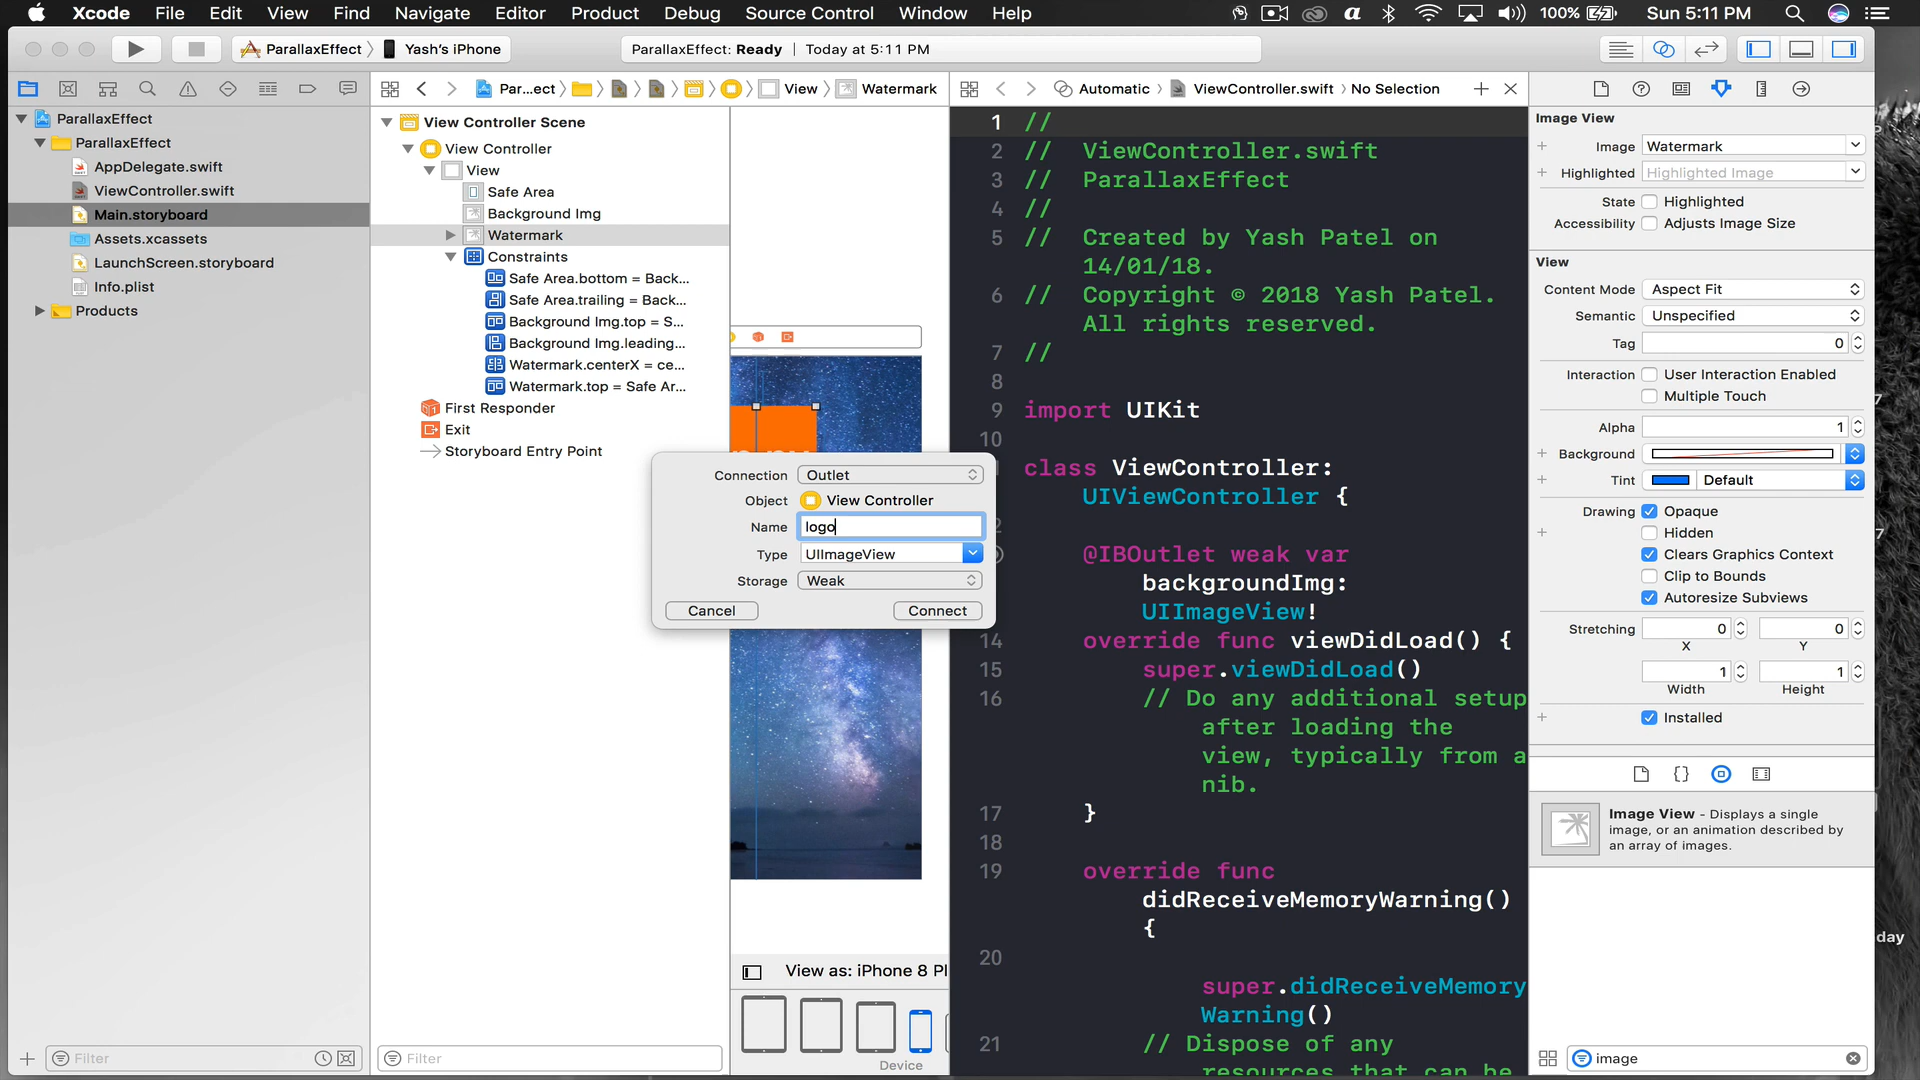 Xcode File Edit View Find Navigate Editor Product Debug Source Control Window Help 100% Sun 5:11 PM
ParallaxEffect Yash's iPhone
ParallaxEffect: Ready | Today at 5:11 PM
Par...ect View Watermark
Automatic ViewController.swift No Selection
ParallaxEffect
ParallaxEffect
AppDelegate.swift
ViewController.swift
Main.storyboard
Assets.xcassets
LaunchScreen.storyboard
Info.plist
Products
Filter
View Controller Scene
View Controller
View
Safe Area
Background Img
Watermark
Constraints
Safe Area.bottom = Back...
Safe Area.trailing = Back...
Background Img.top = S...
Background Img.leading...
Watermark.centerX = ce...
Watermark.top = Safe Ar...
First Responder
Exit
Storyboard Entry Point
Filter
Connection Outlet
Object View Controller
Name logo
Type UIImageView
Storage Weak
Cancel Connect
View as: iPhone 8 Pl
Device
1 //
2 // ViewController.swift
3 // ParallaxEffect
4 //
5 // Created by Yash Patel on
14/01/18.
6 // Copyright © 2018 Yash Patel.
All rights reserved.
7 //
8
9 import UIKit
10
class ViewController:
UIViewController {
@IBOutlet weak var
backgroundImg:
UIImageView!
14 override func viewDidLoad() {
15 super.viewDidLoad()
16 // Do any additional setup
after loading the
view, typically from a
nib.
17 }
18
19 override func
didReceiveMemoryWarning()
{
20
super.didReceiveMemory
Warning()
21 // Dispose of any
resources that can be
Image View
Image Watermark
Highlighted Highlighted Image
State Highlighted
Accessibility Adjusts Image Size
View
Content Mode Aspect Fit
Semantic Unspecified
Tag 0
Interaction User Interaction Enabled
Multiple Touch
Alpha 1
Background
Tint Default
Drawing Opaque
Hidden
Clears Graphics Context
Clip to Bounds
Autoresize Subviews
Stretching 0 0
X Y
1 1
Width Height
Installed
Image View - Displays a single
image, or an animation described by
an array of images.
image
day